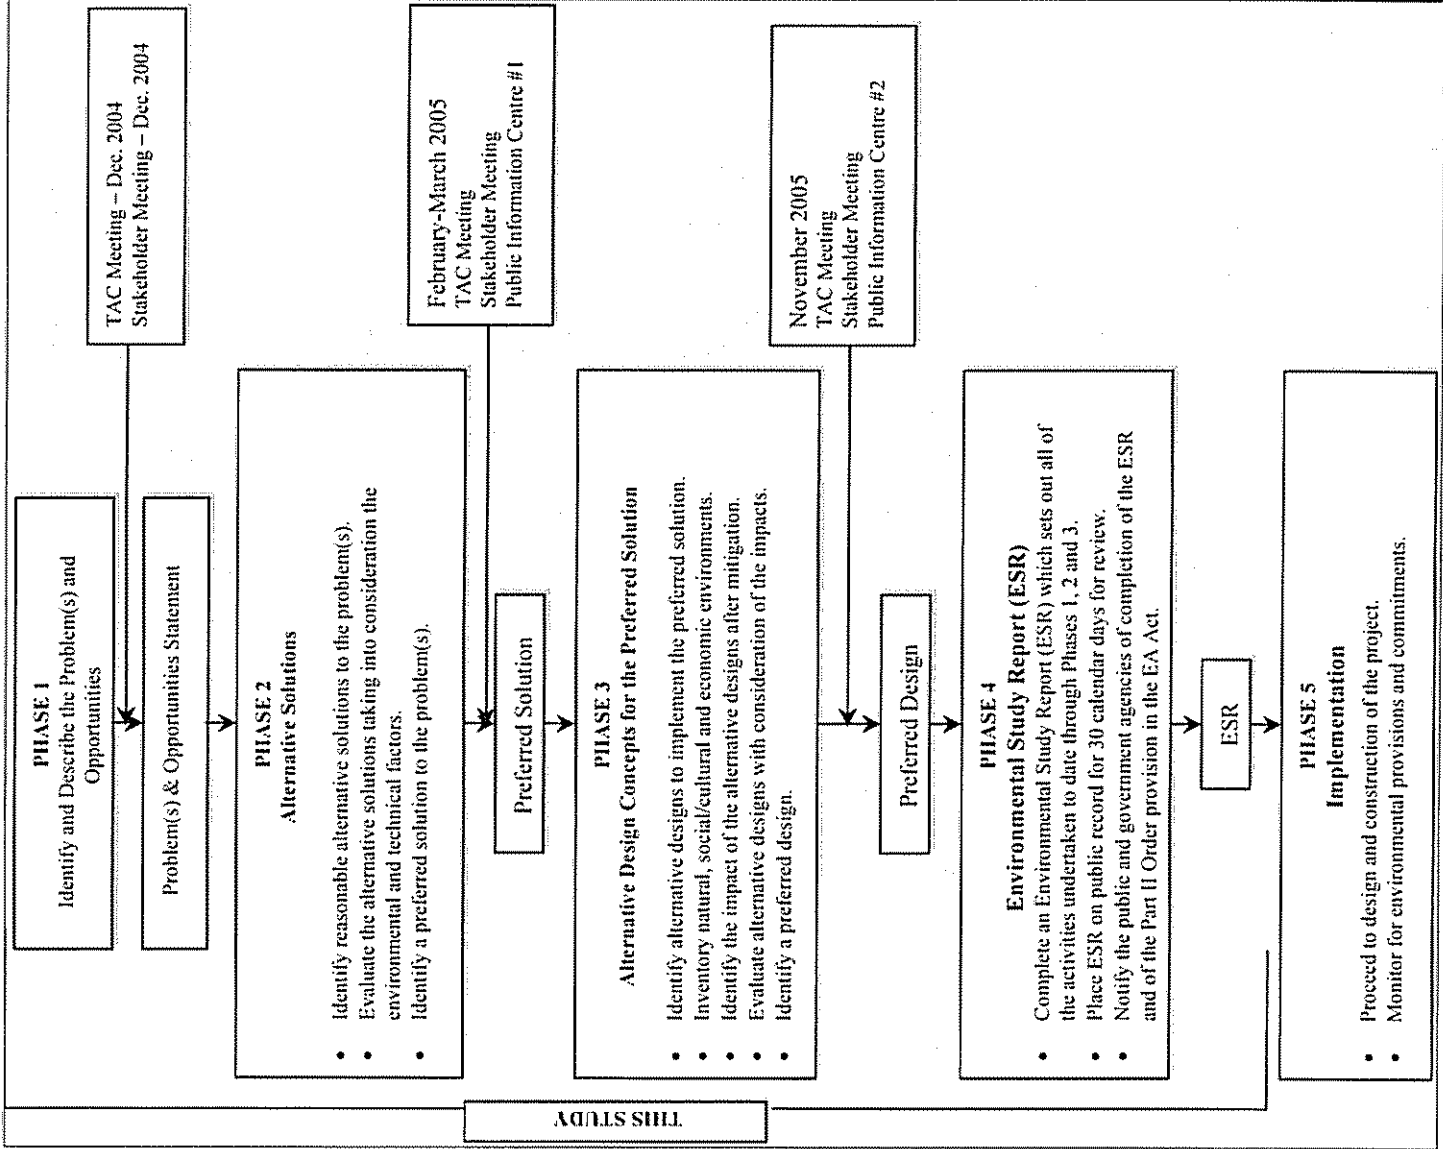 PHASE 1
Identify and Describe the Problem(s) and
Opportunities
TAC Meeting – Dec. 2004
Stakeholder Meeting – Dec. 2004
Problem(s) & Opportunities Statement
PHASE 2
Alternative Solutions
• Identify reasonable alternative solutions to the problem(s).
• Evaluate the alternative solutions taking into consideration the
environmental and technical factors.
• Identify a preferred solution to the problem(s).
February-March 2005
TAC Meeting
Stakeholder Meeting
Public Information Centre #1
Preferred Solution
PHASE 3
Alternative Design Concepts for the Preferred Solution
• Identify alternative designs to implement the preferred solution.
• Inventory natural, social/cultural and economic environments.
• Identify the impact of the alternative designs after mitigation.
• Evaluate alternative designs with consideration of the impacts.
• Identify a preferred design.
November 2005
TAC Meeting
Stakeholder Meeting
Public Information Centre #2
Preferred Design
PHASE 4
Environmental Study Report (ESR)
• Complete an Environmental Study Report (ESR) which sets out all of
the activities undertaken to date through Phases 1, 2 and 3.
• Place ESR on public record for 30 calendar days for review.
• Notify the public and government agencies of completion of the ESR
and of the Part II Order provision in the EA Act.
ESR
PHASE 5
Implementation
• Proceed to design and construction of the project.
• Monitor for environmental provisions and commitments.
THIS STUDY